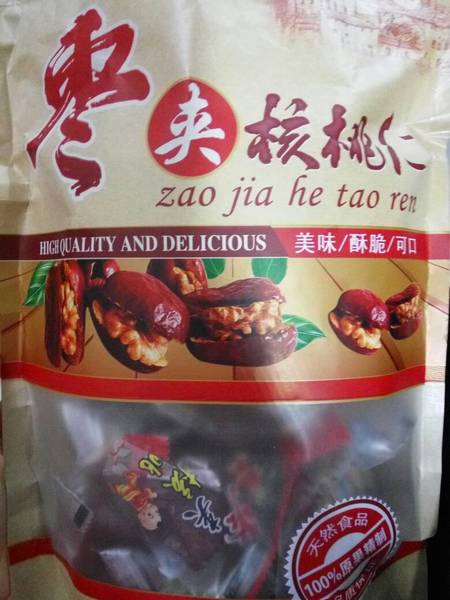 枣夹核桃仁
zao jia he tao ren
HIGH QUALITY AND DELICIOUS 美味/酥脆/可口
天然食品
100%原果精制